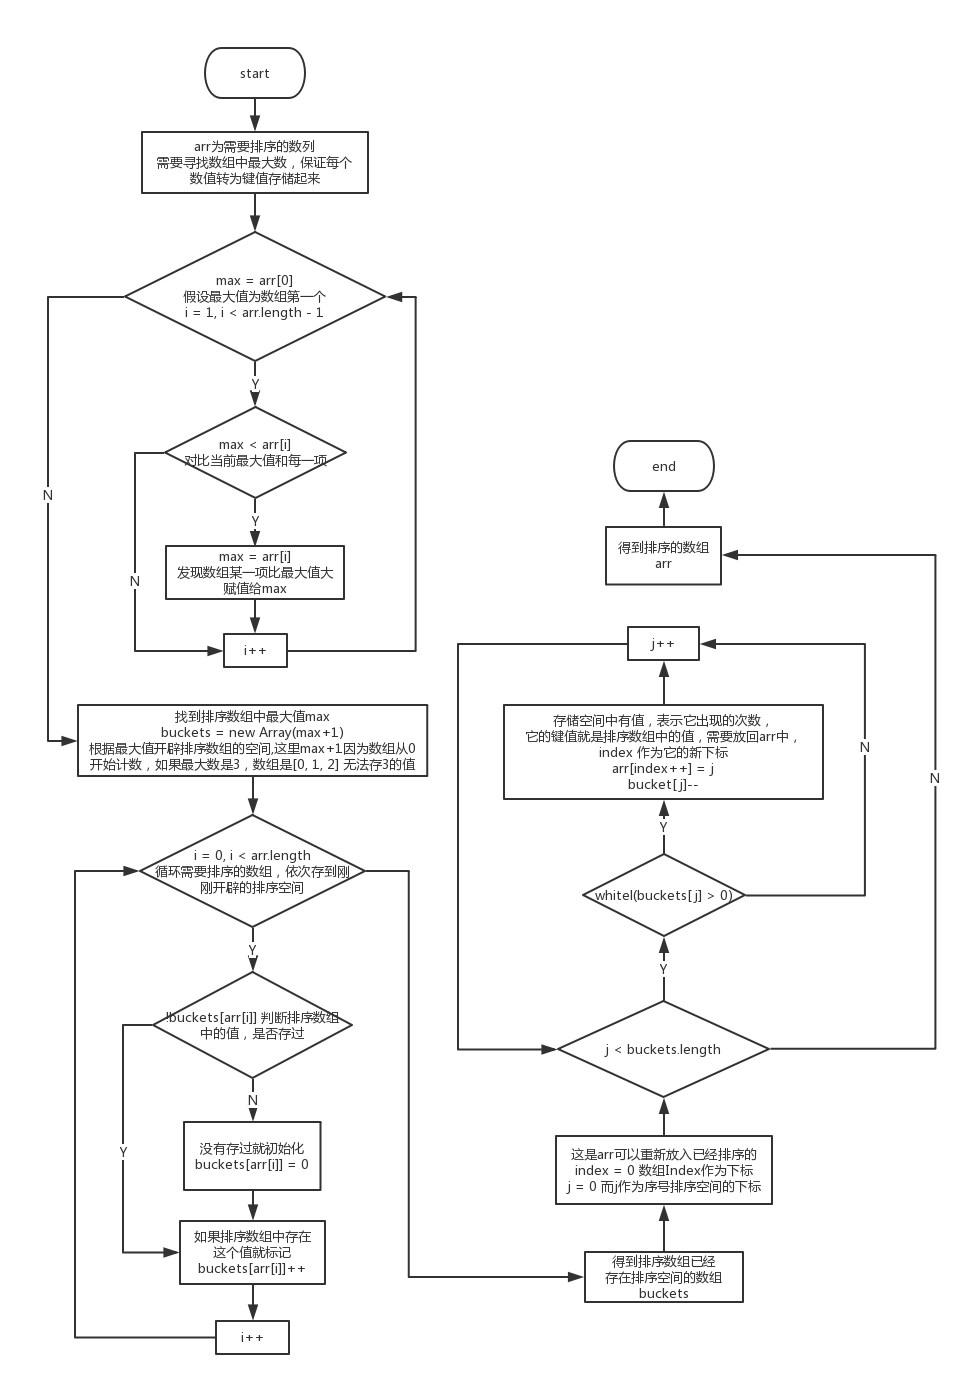 start
arr为需要排序的数列
需要寻找数组中最大数，保证每个
数值转为键值存储起来
max = arr[0]
假设最大值为数组第一个
i = 1, i < arr.length - 1
Y
max < arr[i]
对比当前最大值和每一项
N
Y
max = arr[i]
发现数组某一项比最大值大
赋值给max
N
i++
找到排序数组中最大值max
buckets = new Array(max+1)
根据最大值开辟排序数组的空间,这里max+1因为数组从0
开始计数，如果最大数是3，数组是[0, 1, 2] 无法存3的值
i = 0, i < arr.length
循环需要排序的数组，依次存到刚
刚开辟的排序空间
Y
!buckets[arr[i]] 判断排序数组
中的值，是否存过
N
Y
没有存过就初始化
buckets[arr[i]] = 0
如果排序数组中存在
这个值就标记
buckets[arr[i]]++
i++
end
得到排序的数组
arr
j++
存储空间中有值，表示它出现的次数，
它的键值就是排序数组中的值，需要放回arr中，
index 作为它的新下标
arr[index++] = j
bucket[j]--
N
N
Y
whitel(buckets[j] > 0)
Y
j < buckets.length
这是arr可以重新放入已经排序的
index = 0 数组Index作为下标
j = 0 而j作为序号排序空间的下标
得到排序数组已经
存在排序空间的数组
buckets